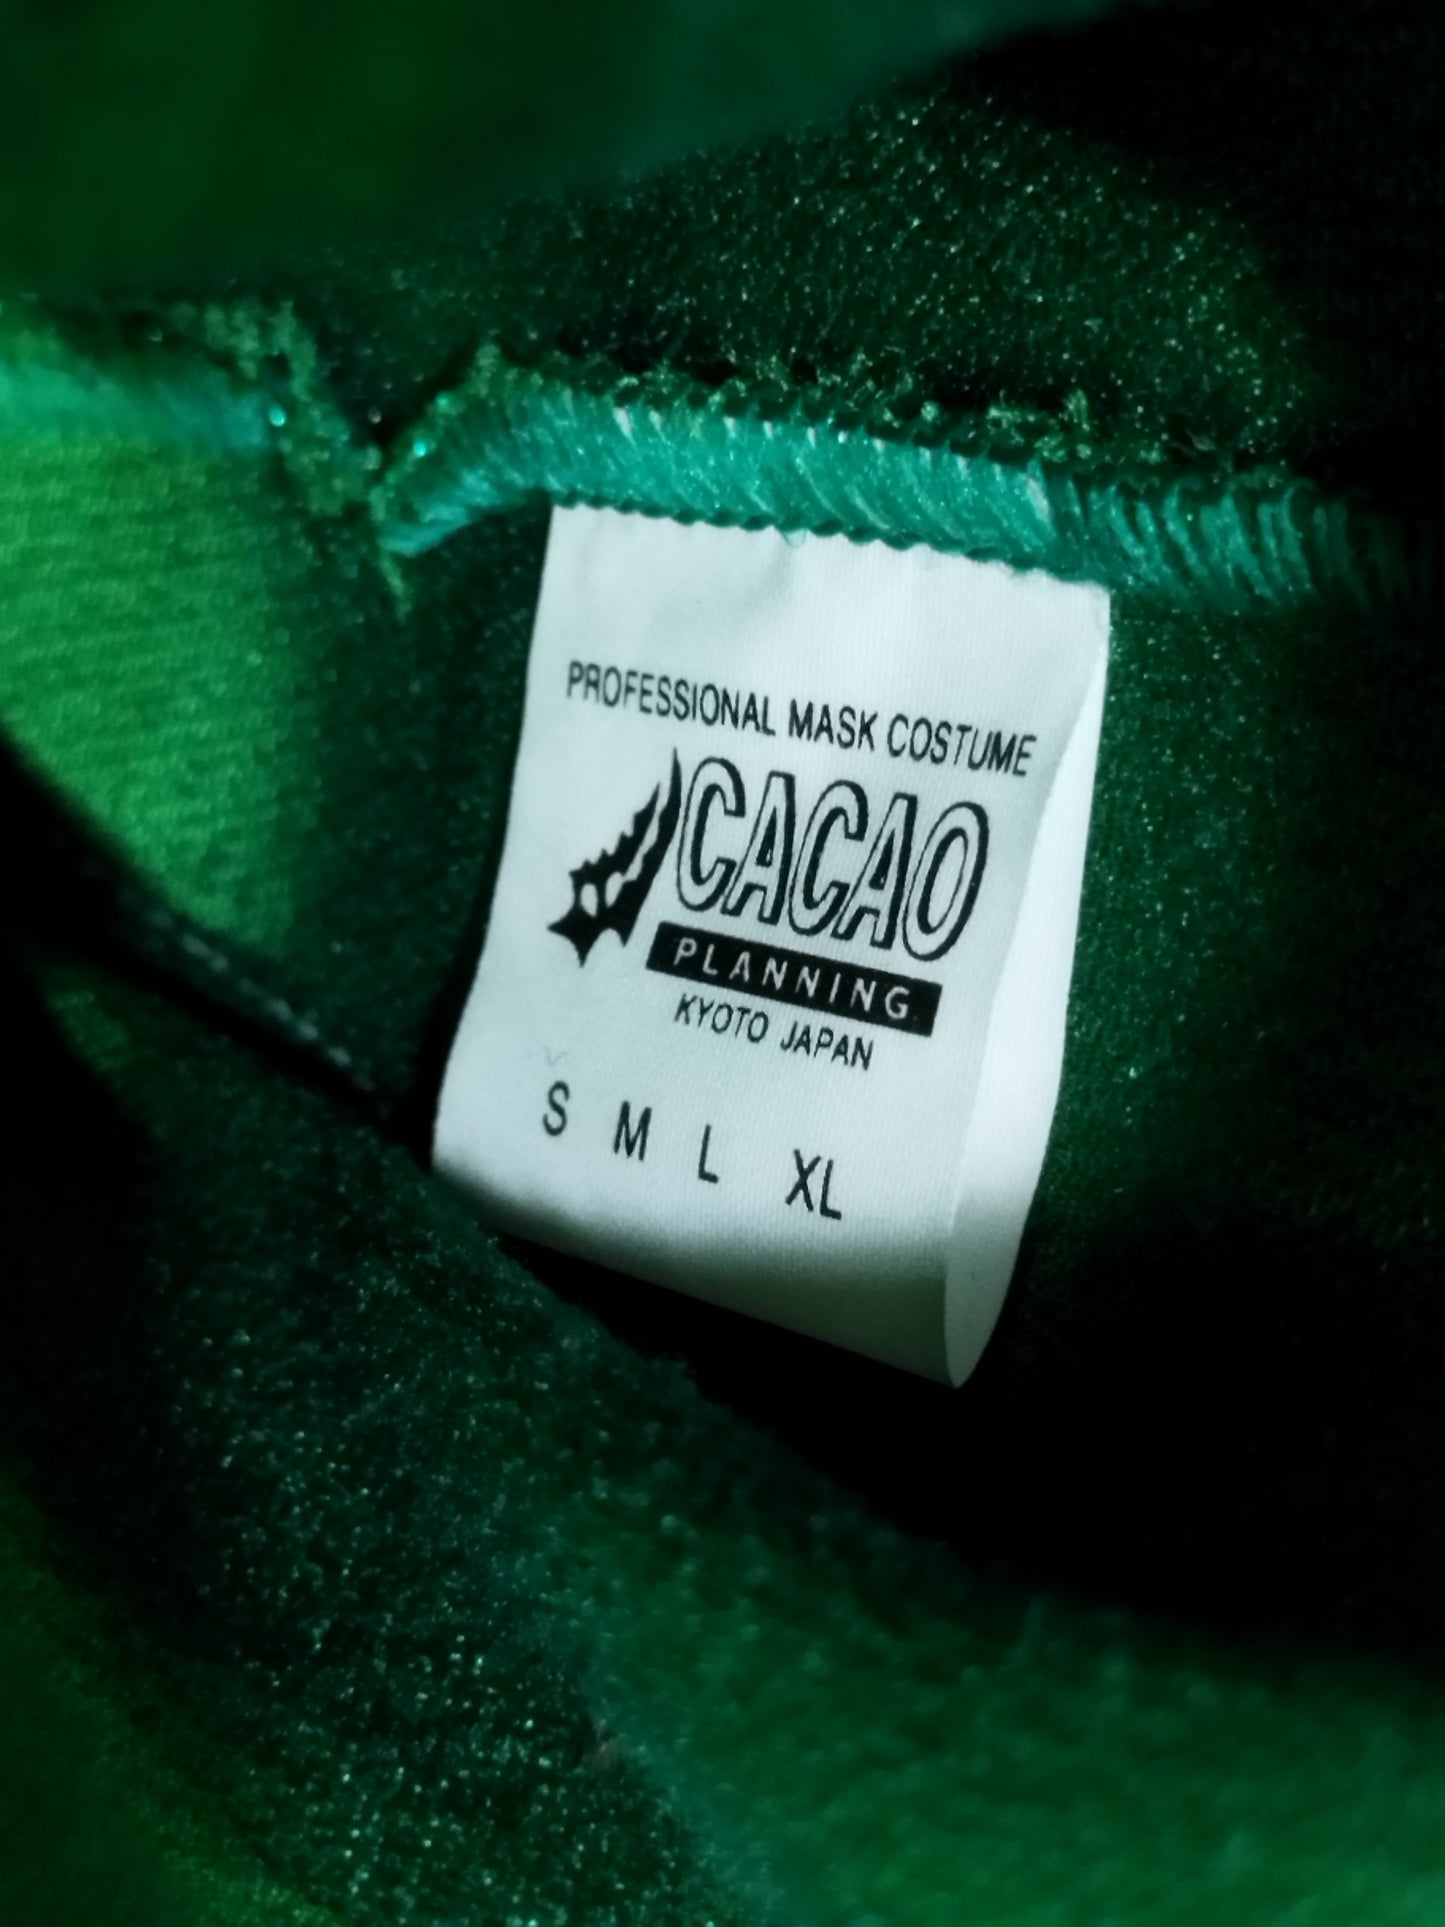 PROFESSIONAL MASK COSTUME
CACAO
PLANNING
KYOTO JAPAN
S M L XL